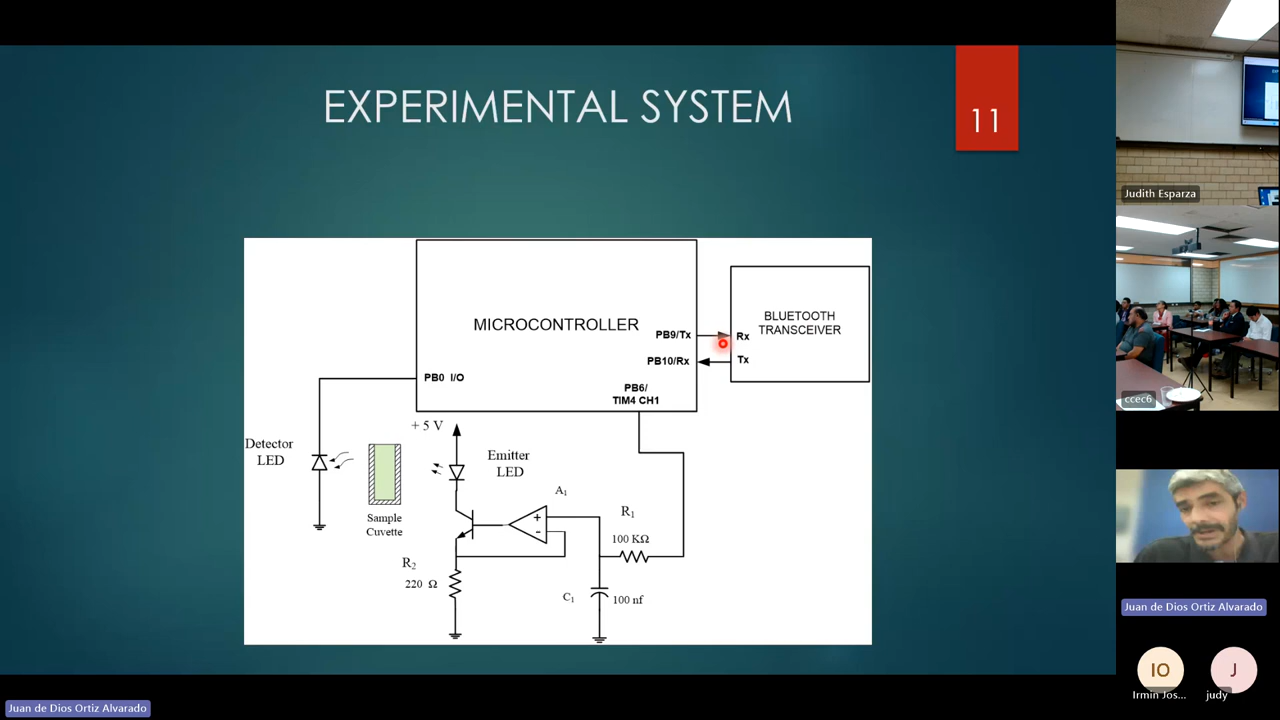 EXPERIMENTAL SYSTEM
11
MICROCONTROLLER
PB9/Tx
PB10/Rx
PB6/
TIM4 CH1
PB0 I/O
Rx
Tx
BLUETOOTH
TRANSCEIVER
+ 5 V
Detector
LED
Sample
Cuvette
Emitter
LED
A1
+
-
R1
100 KΩ
R2
220 Ω
C1
100 nf
Judith Esparza
ccec6
Juan de Dios Ortiz Alvarado
IO
Irmin Jos...
J
judy
Juan de Dios Ortiz Alvarado